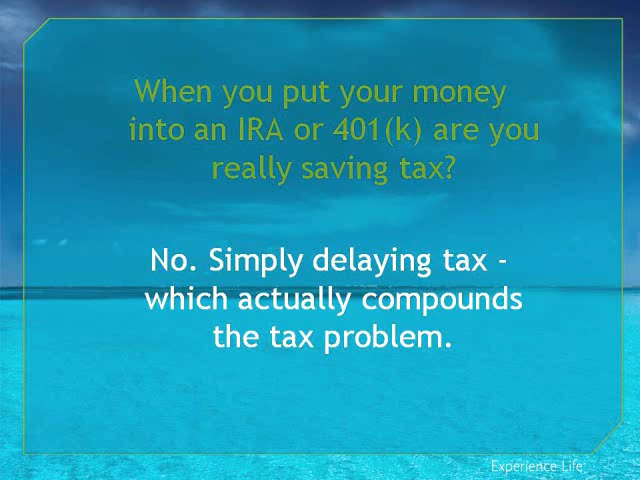 When you put your money
into an IRA or 401(k) are you
really saving tax?
No. Simply delaying tax -
which actually compounds
the tax problem.
Experience Life